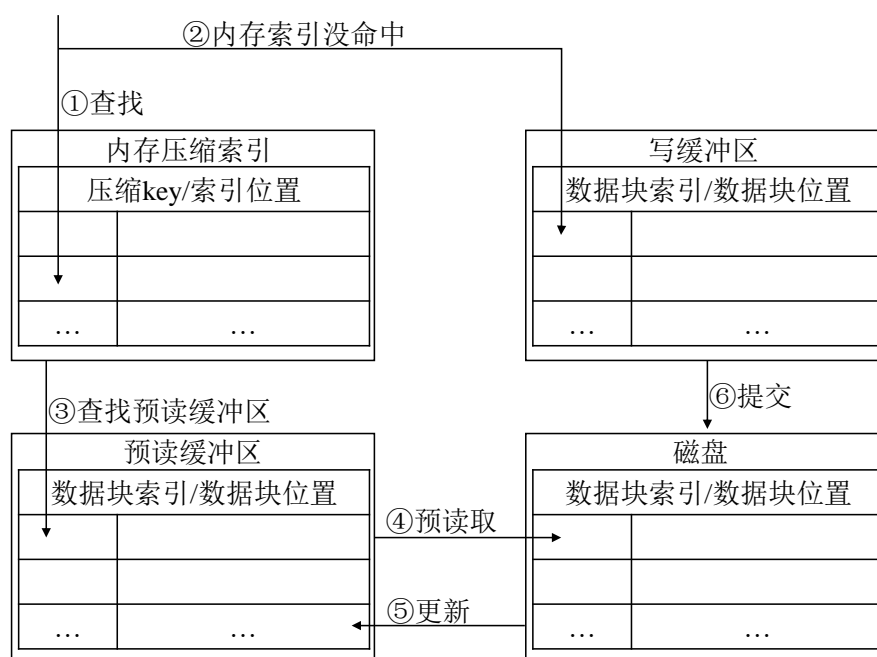 ②内存索引没命中
①查找
内存压缩索引
压缩key/索引位置
… …
写缓冲区
数据块索引/数据块位置
… …
③查找预读缓冲区
⑥提交
预读缓冲区
数据块索引/数据块位置
… …
④预读取
⑤更新
磁盘
数据块索引/数据块位置
… …